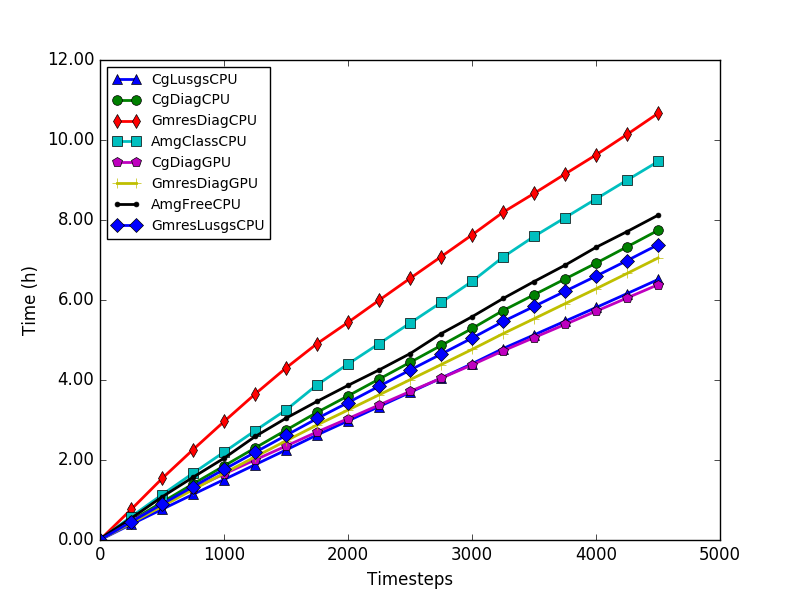 12.00
10.00
8.00
6.00
4.00
2.00
0.00
Time (h)
CgLusgsCPU
CgDiagCPU
GmresDiagCPU
AmgClassCPU
CgDiagGPU
GmresDiagGPU
AmgFreeCPU
GmresLusgsCPU
0 1000 2000 3000 4000 5000
Timesteps